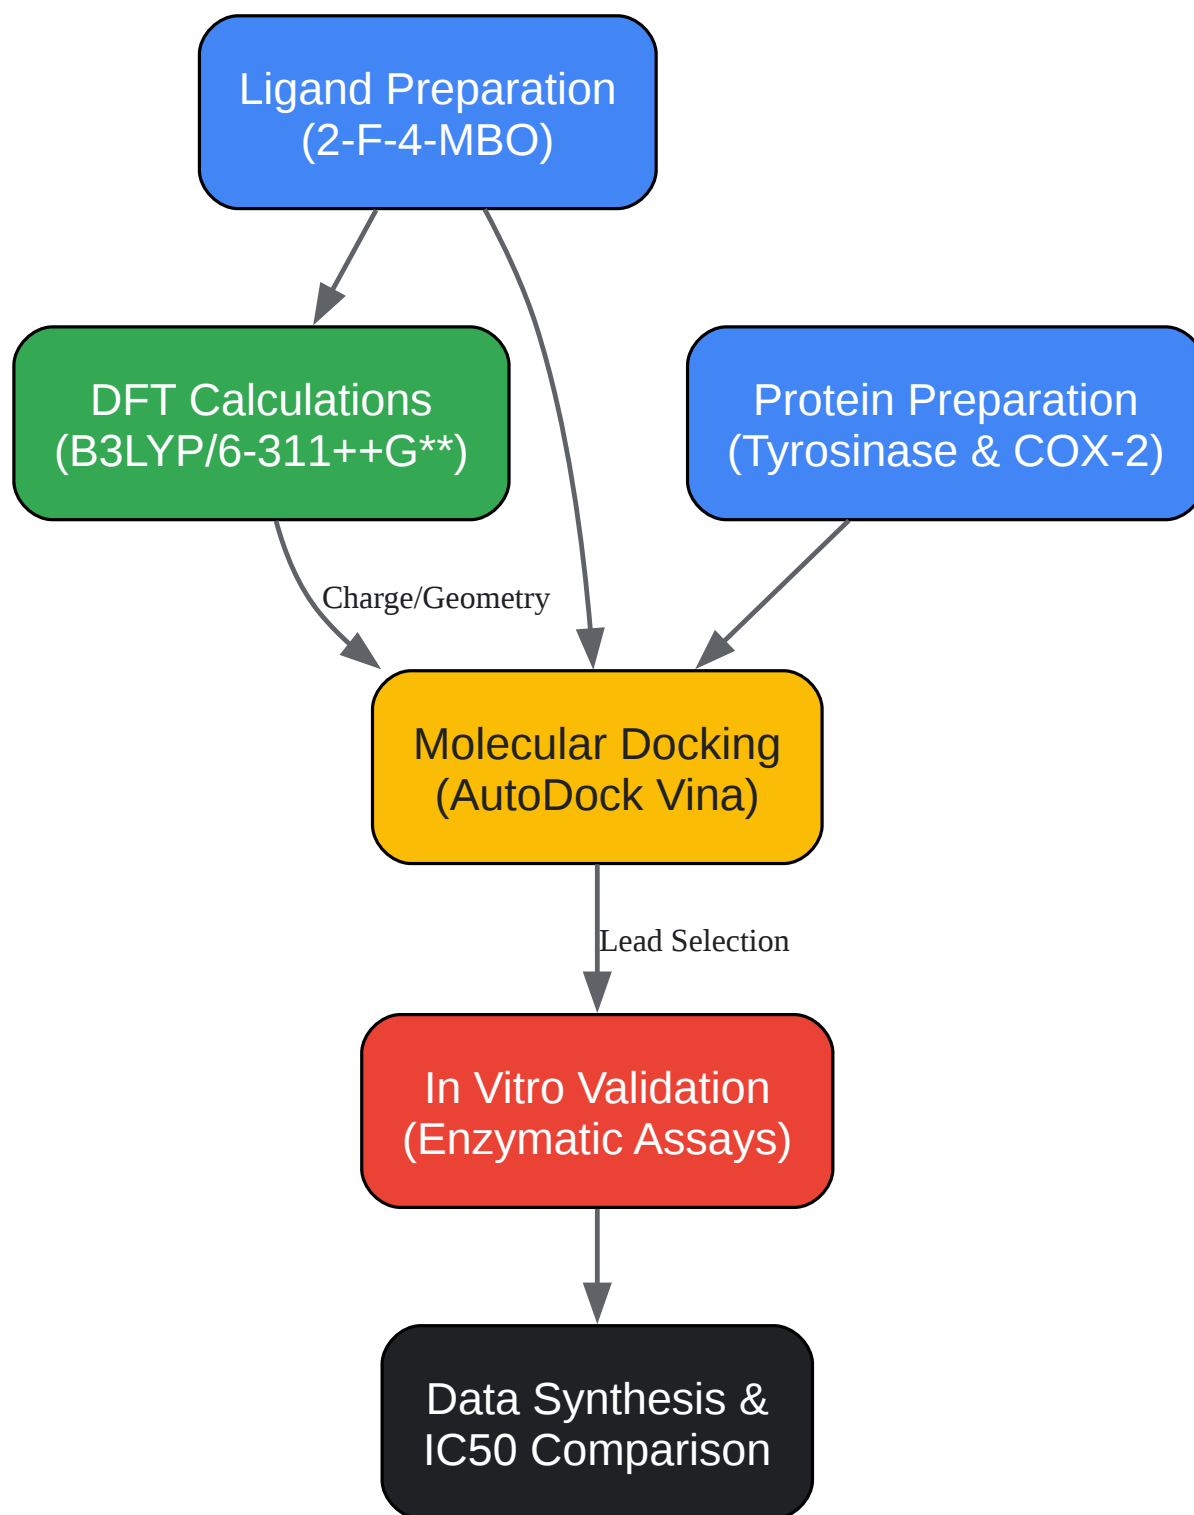 Ligand Preparation
(2-F-4-MBO)
DFT Calculations
(B3LYP/6-311++G**)
Protein Preparation
(Tyrosinase & COX-2)
Charge/Geometry
Molecular Docking
(AutoDock Vina)
Lead Selection
In Vitro Validation
(Enzymatic Assays)
Data Synthesis &
IC50 Comparison